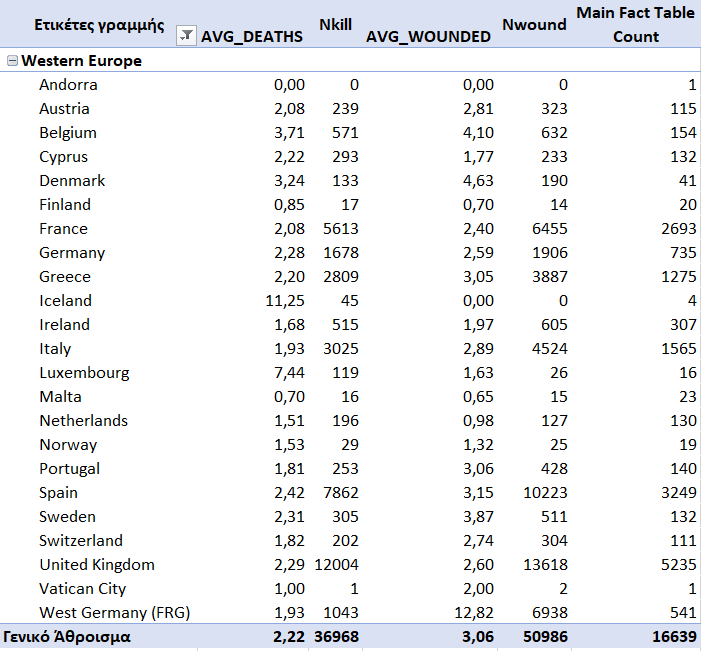 Ετικέτες γραμμής AVG_DEATHS Nkill AVG_WOUNDED Nwound Main Fact Table Count
Western Europe
Andorra 0,00 0 0,00 0 1
Austria 2,08 239 2,81 323 115
Belgium 3,71 571 4,10 632 154
Cyprus 2,22 293 1,77 233 132
Denmark 3,24 133 4,63 190 41
Finland 0,85 17 0,70 14 20
France 2,08 5613 2,40 6455 2693
Germany 2,28 1678 2,59 1906 735
Greece 2,20 2809 3,05 3887 1275
Iceland 11,25 45 0,00 0 4
Ireland 1,68 515 1,97 605 307
Italy 1,93 3025 2,89 4524 1565
Luxembourg 7,44 119 1,63 26 16
Malta 0,70 16 0,65 15 23
Netherlands 1,51 196 0,98 127 130
Norway 1,53 29 1,32 25 19
Portugal 1,81 253 3,06 428 140
Spain 2,42 7862 3,15 10223 3249
Sweden 2,31 305 3,87 511 132
Switzerland 1,82 202 2,74 304 111
United Kingdom 2,29 12004 2,60 13618 5235
Vatican City 1,00 1 2,00 2 1
West Germany (FRG) 1,93 1043 12,82 6938 541
Γενικό Άθροισμα 2,22 36968 3,06 50986 16639